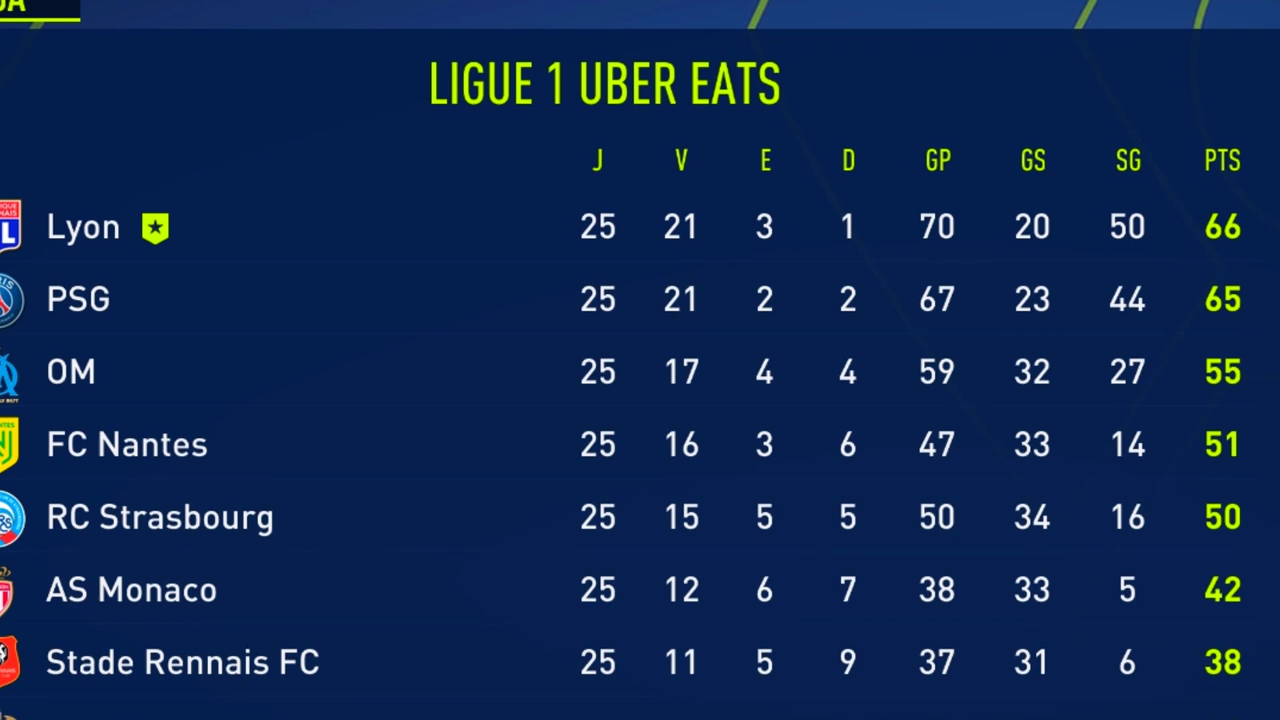 LIGUE 1 UBER EATS
J V E D GP GS SG PTS
Lyon 25 21 3 1 70 20 50 66
PSG 25 21 2 2 67 23 44 65
OM 25 17 4 4 59 32 27 55
FC Nantes 25 16 3 6 47 33 14 51
RC Strasbourg 25 15 5 5 50 34 16 50
AS Monaco 25 12 6 7 38 33 5 42
Stade Rennais FC 25 11 5 9 37 31 6 38